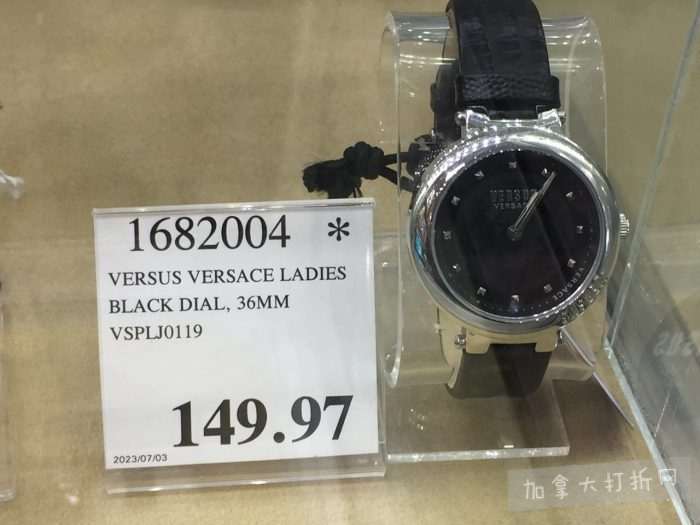 1682004 *
VERSUS VERSACE LADIES
BLACK DIAL, 36MM
VSPLJ0119
149.97
2023/07/03
VERSUS
VERSACE
VERSACE
加拿大打折网